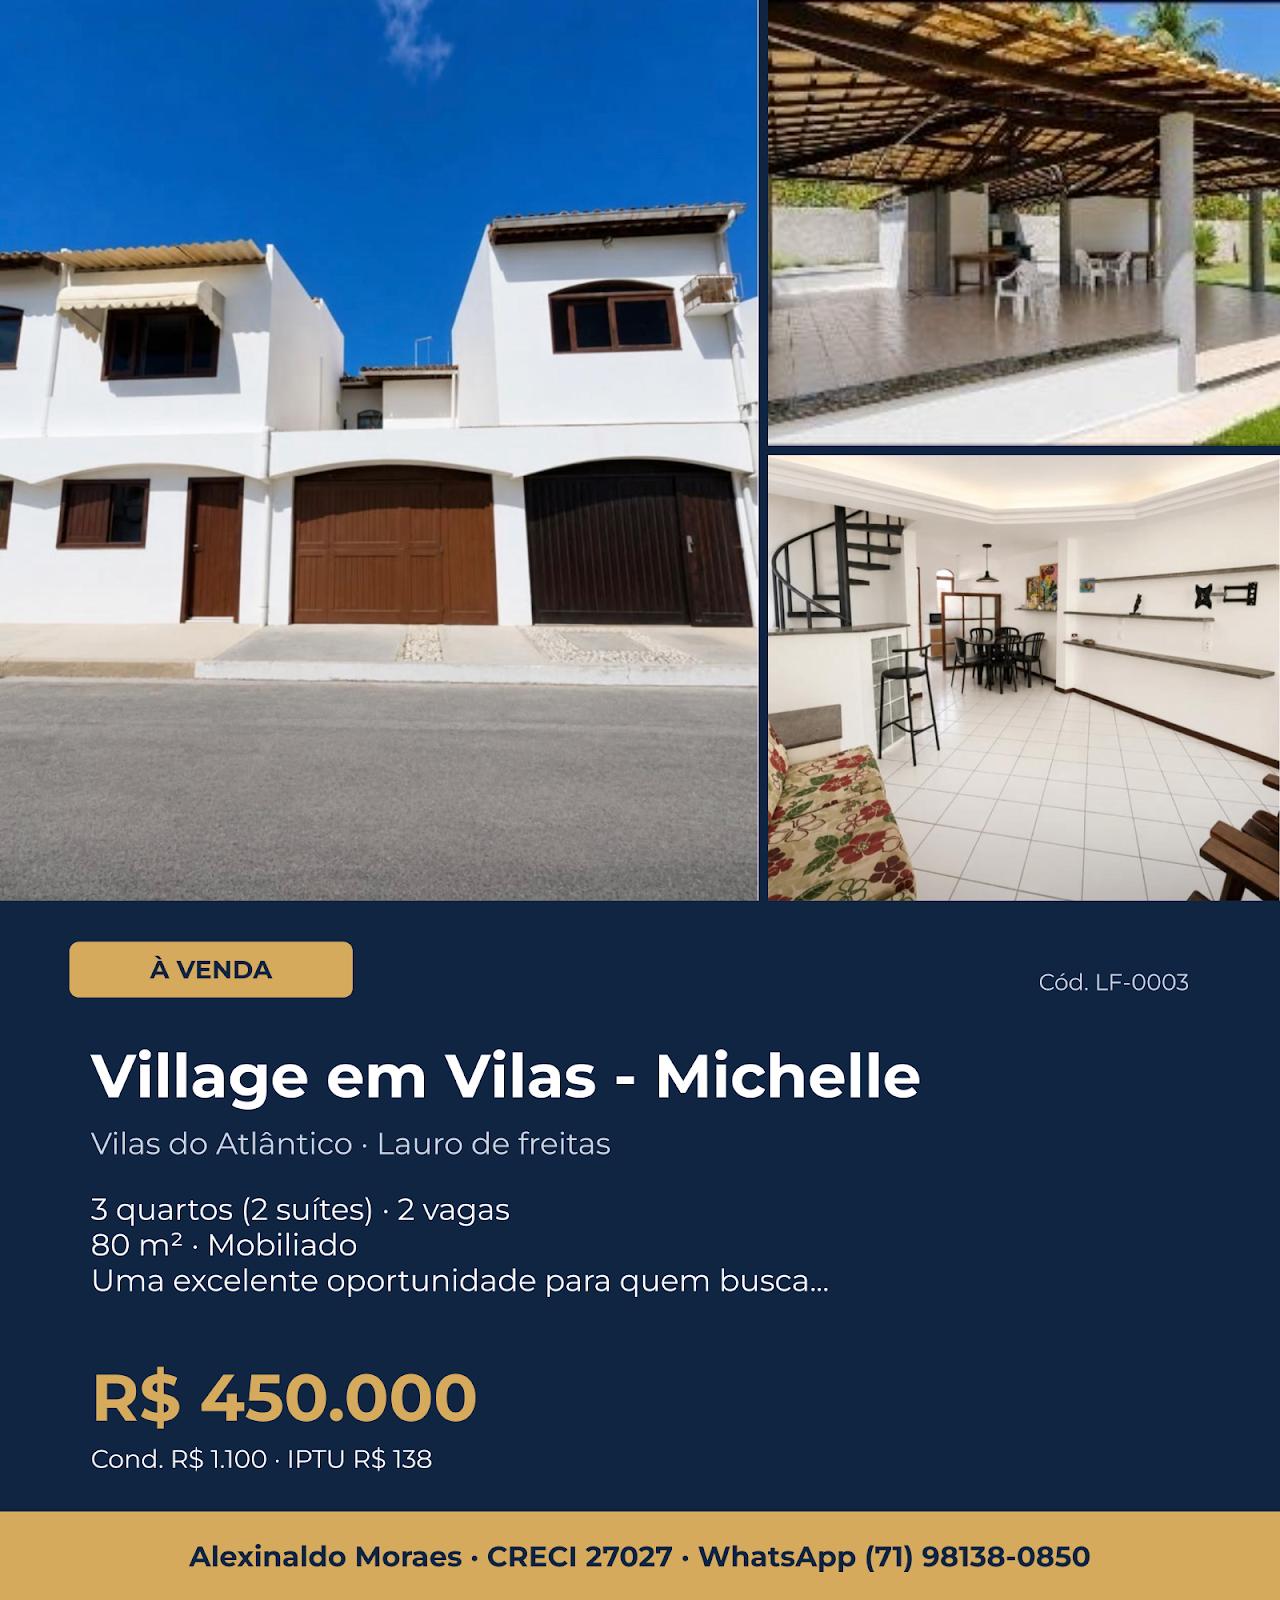 À VENDA
Cód. LF-0003
Village em Vilas - Michelle
Vilas do Atlântico · Lauro de freitas
3 quartos (2 suítes) · 2 vagas
80 m² · Mobiliado
Uma excelente oportunidade para quem busca...
R$ 450.000
Cond. R$ 1.100 · IPTU R$ 138
Alexinaldo Moraes · CRECI 27027 · WhatsApp (71) 98138-0850